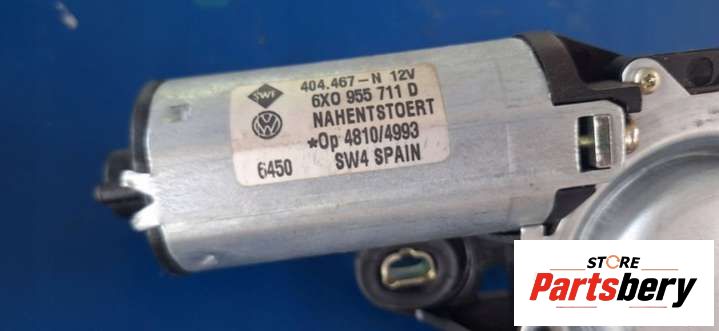 SWF
404.467-N 12V
6X0 955 711 D
NAHENTSTOERT
*Op 4810/4993
6450 SW4 SPAIN
STORE
Partsbery